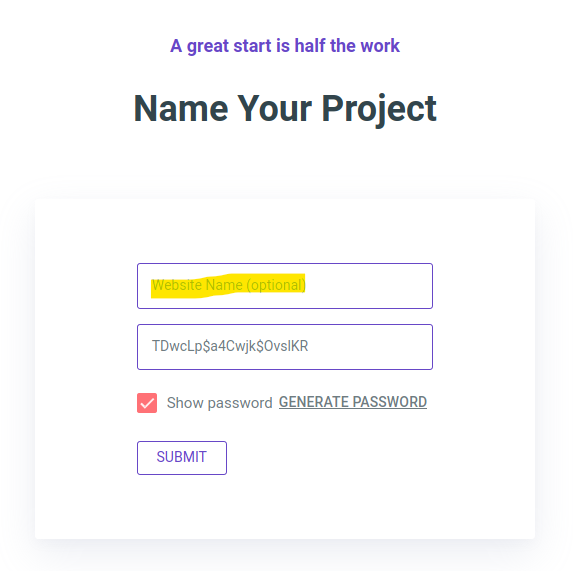 A great start is half the work
Name Your Project
Website Name (optional)
TDwcLp$a4Cwjk$OvsIKR
Show password GENERATE PASSWORD
SUBMIT